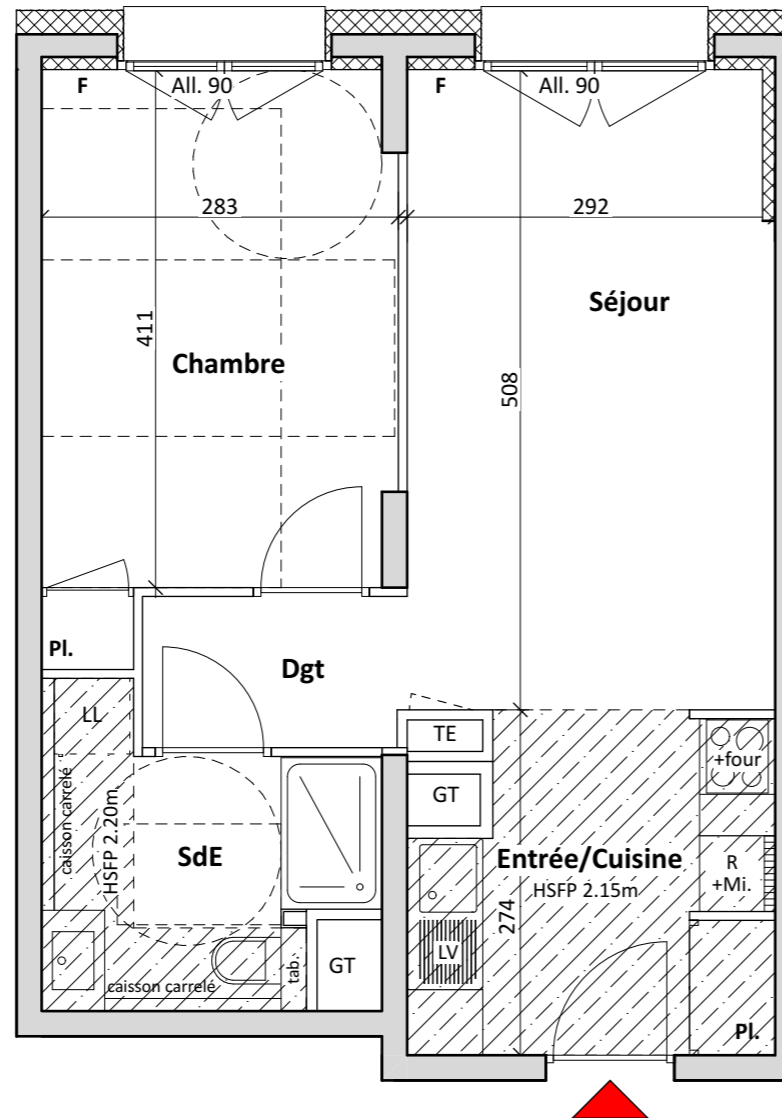 F
All. 90
F
All. 90
283
292
411
508
Séjour
Chambre
Pl.
Dgt
LL
TE
+four
GT
caisson carrelé
HSFP 2.20m
SdE
Entrée/Cuisine
HSFP 2.15m
R
+Mi.
274
LV
tab.
GT
caisson carrelé
Pl.